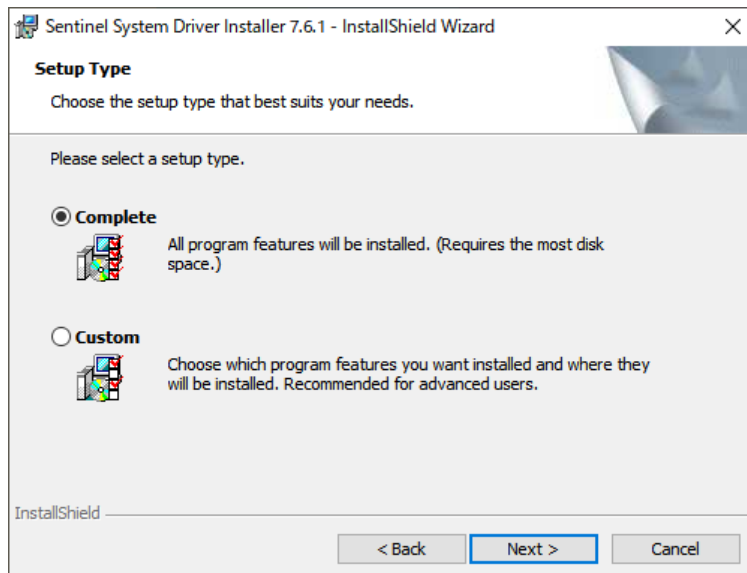 Sentinel System Driver Installer 7.6.1 - InstallShield Wizard
Setup Type
Choose the setup type that best suits your needs.
Please select a setup type.
Complete
All program features will be installed. (Requires the most disk
space.)
Custom
Choose which program features you want installed and where they
will be installed. Recommended for advanced users.
InstallShield
< Back
Next >
Cancel